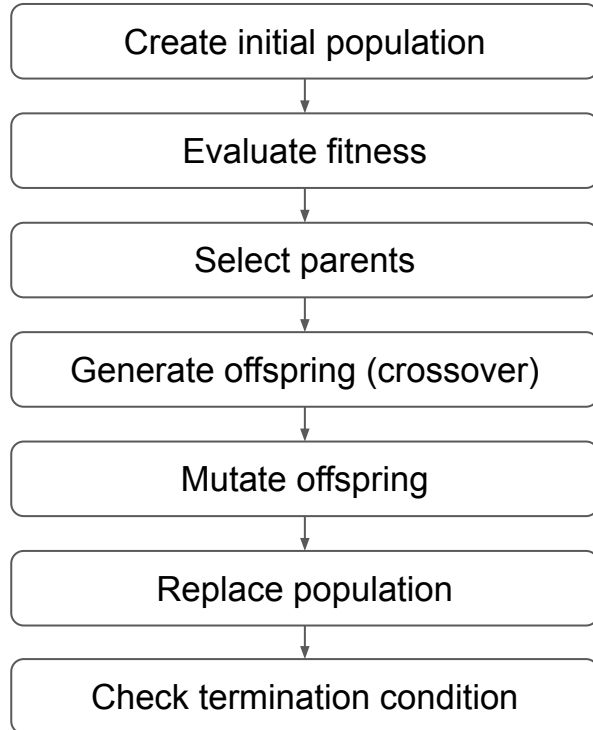 Create initial population
Evaluate fitness
Select parents
Generate offspring (crossover)
Mutate offspring
Replace population
Check termination condition